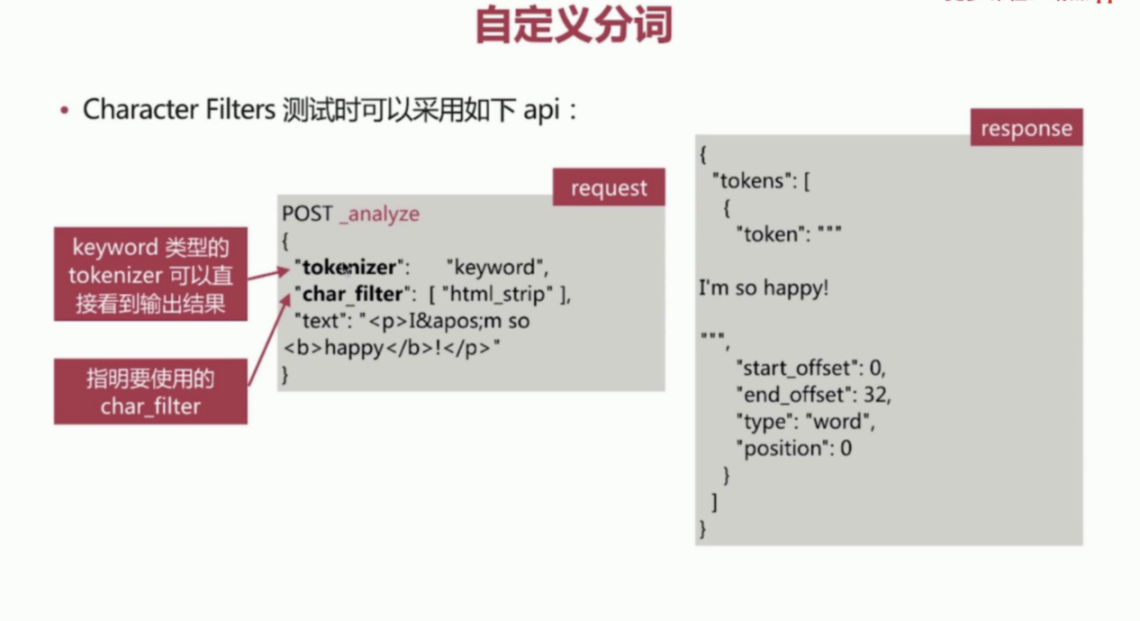 自定义分词
• Character Filters 测试时可以采用如下 api：
keyword 类型的
tokenizer 可以直
接看到输出结果
指明要使用的
char_filter
request
POST _analyze
{
"tokenizer": "keyword",
"char_filter": [ "html_strip" ],
"text": "<p>I&apos;m so
<b>happy</b>!</p>"
}
response
{
"tokens": [
{
"token": """
I'm so happy!
""",
"start_offset": 0,
"end_offset": 32,
"type": "word",
"position": 0
}
]
}